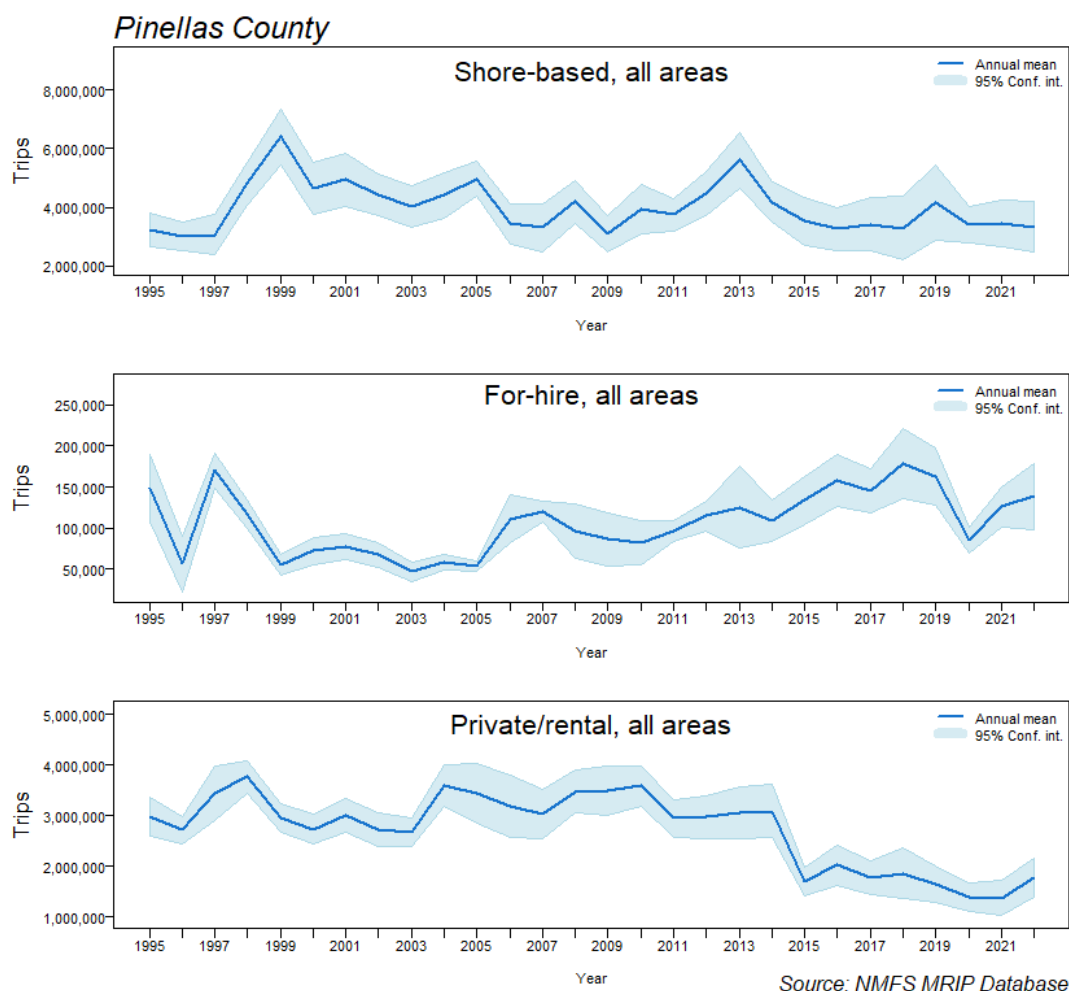 Pinellas County
Shore-based, all areas
Annual mean
95% Conf. int.
Trips
8,000,000
6,000,000
4,000,000
2,000,000
1995 1997 1999 2001 2003 2005 2007 2009 2011 2013 2015 2017 2019 2021
Year
For-hire, all areas
Annual mean
95% Conf. int.
Trips
250,000
200,000
150,000
100,000
50,000
1995 1997 1999 2001 2003 2005 2007 2009 2011 2013 2015 2017 2019 2021
Year
Private/rental, all areas
Annual mean
95% Conf. int.
Trips
5,000,000
4,000,000
3,000,000
2,000,000
1,000,000
1995 1997 1999 2001 2003 2005 2007 2009 2011 2013 2015 2017 2019 2021
Year
Source: NMFS MRIP Database